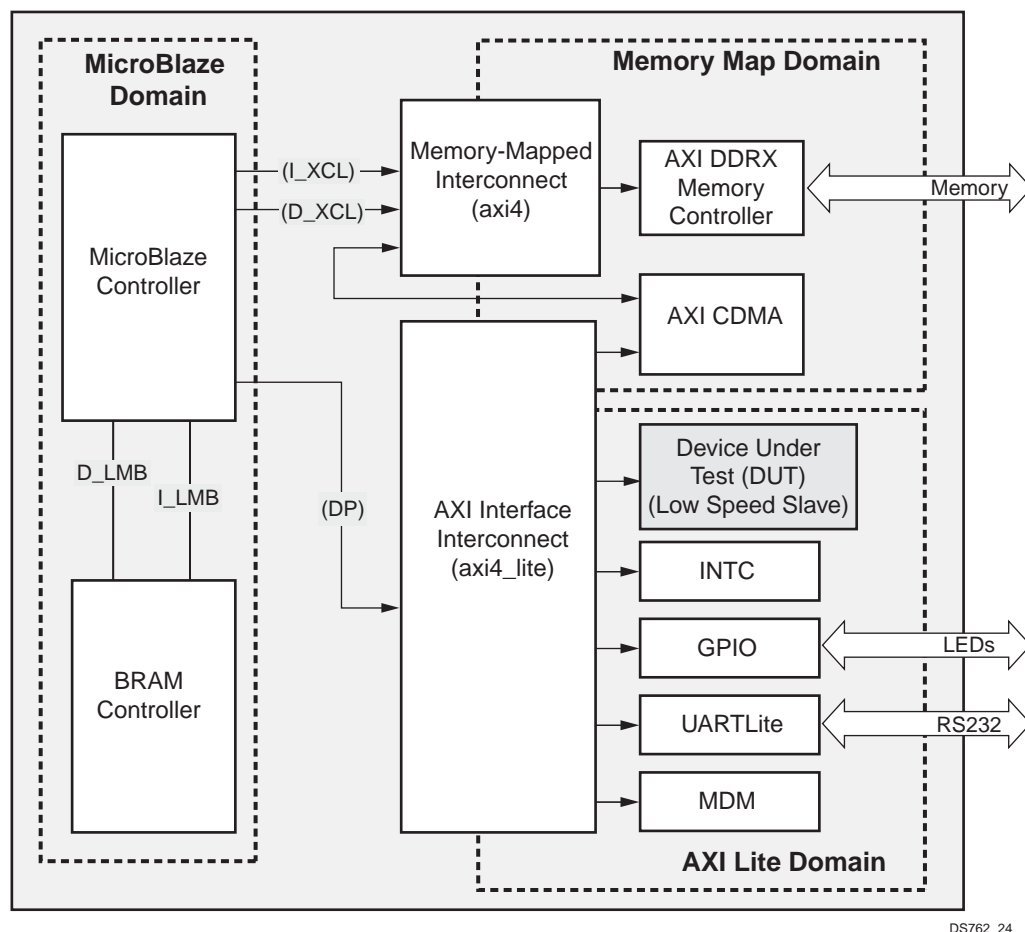 MicroBlaze
Domain
Memory Map Domain
MicroBlaze
Controller
(I_XCL)
(D_XCL)
Memory-Mapped
Interconnect
(axi4)
AXI DDRX
Memory
Controller
Memory
AXI CDMA
D_LMB
I_LMB
(DP)
AXI Interface
Interconnect
(axi4_lite)
Device Under
Test (DUT)
(Low Speed Slave)
INTC
GPIO
LEDs
BRAM
Controller
UARTLite
RS232
MDM
AXI Lite Domain
DS762_24